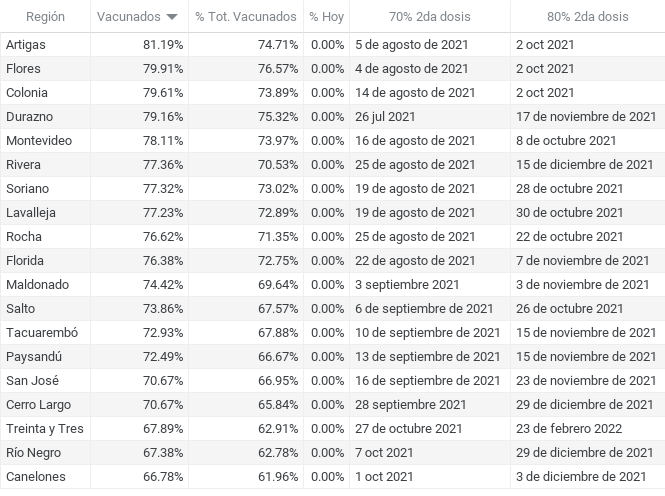 Región Vacunados % Tot. Vacunados % Hoy 70% 2da dosis 80% 2da dosis
Artigas 81.19% 74.71% 0.00% 5 de agosto de 2021 2 oct 2021
Flores 79.91% 76.57% 0.00% 4 de agosto de 2021 2 oct 2021
Colonia 79.61% 73.89% 0.00% 14 de agosto de 2021 2 oct 2021
Durazno 79.16% 75.32% 0.00% 26 jul 2021 17 de noviembre de 2021
Montevideo 78.11% 73.97% 0.00% 16 de agosto de 2021 8 de octubre 2021
Rivera 77.36% 70.53% 0.00% 25 de agosto de 2021 15 de diciembre de 2021
Soriano 77.32% 73.02% 0.00% 19 de agosto de 2021 28 de octubre 2021
Lavalleja 77.23% 72.89% 0.00% 19 de agosto de 2021 30 de octubre 2021
Rocha 76.62% 71.35% 0.00% 25 de agosto de 2021 22 de octubre 2021
Florida 76.38% 72.75% 0.00% 22 de agosto de 2021 7 de noviembre de 2021
Maldonado 74.42% 69.64% 0.00% 3 septiembre 2021 3 de noviembre de 2021
Salto 73.86% 67.57% 0.00% 6 de septiembre de 2021 26 de octubre 2021
Tacuarembó 72.93% 67.88% 0.00% 10 de septiembre de 2021 15 de noviembre de 2021
Paysandú 72.49% 66.67% 0.00% 13 de septiembre de 2021 15 de noviembre de 2021
San José 70.67% 66.95% 0.00% 16 de septiembre de 2021 23 de noviembre de 2021
Cerro Largo 70.67% 65.84% 0.00% 28 septiembre 2021 29 de diciembre de 2021
Treinta y Tres 67.89% 62.91% 0.00% 27 de octubre 2021 23 de febrero 2022
Río Negro 67.38% 62.78% 0.00% 7 oct 2021 29 de diciembre de 2021
Canelones 66.78% 61.96% 0.00% 1 oct 2021 3 de diciembre de 2021